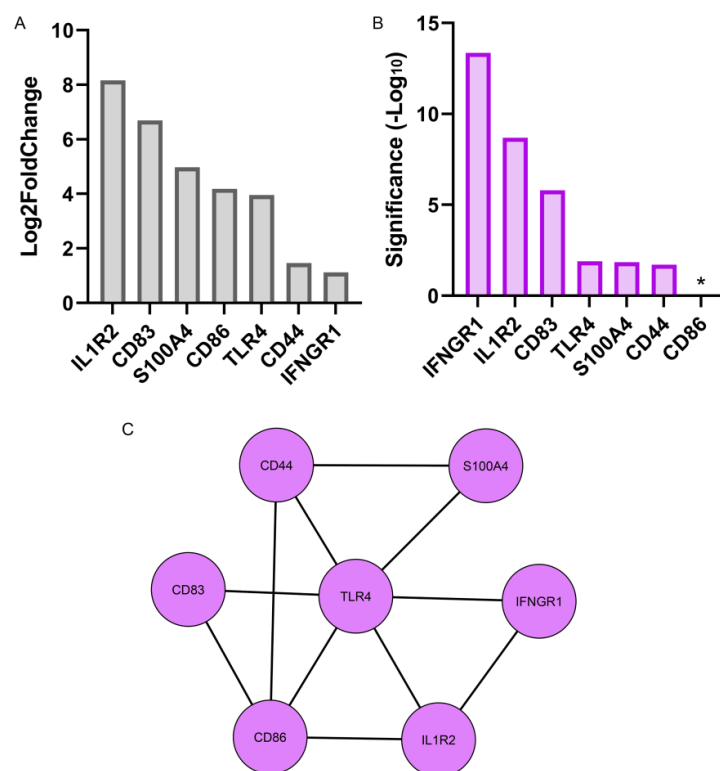 A
Log2FoldChange
10
8
6
4
2
0
IL1R2
CD83
S100A4
CD86
TLR4
CD44
IFNGR1
B
Significance (-Log10)
15
10
5
0
*
IFNGR1
IL1R2
CD83
TLR4
S100A4
CD44
CD86
C
CD44
S100A4
CD83
TLR4
IFNGR1
CD86
IL1R2